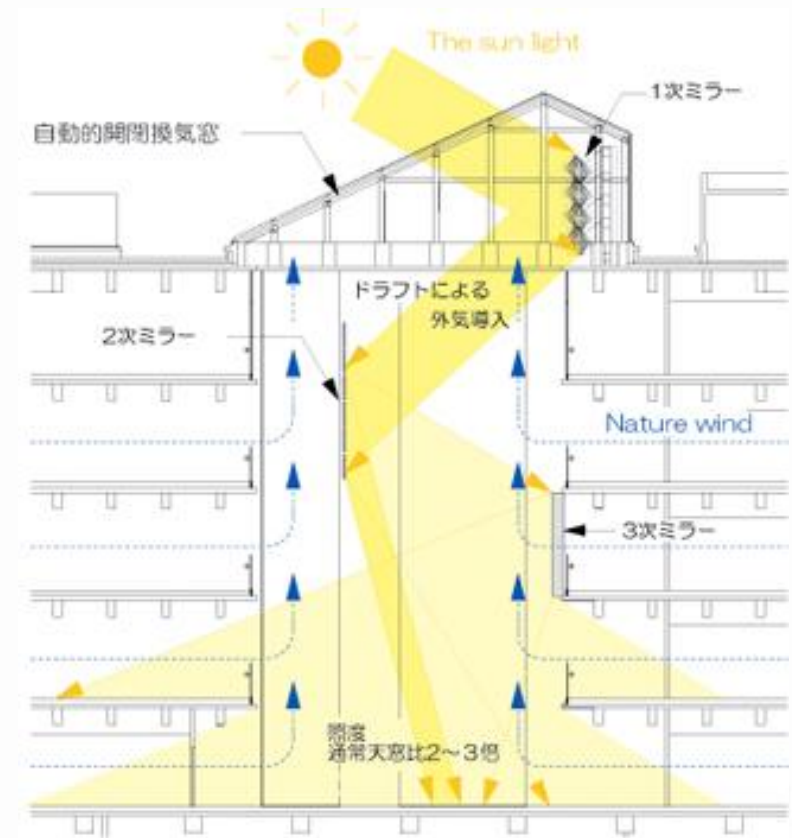 The sun light
1次ミラー
自動的開閉換気窓
ドラフトによる
外気導入
2次ミラー
Nature wind
3次ミラー
照度
通常天窓比2～3倍